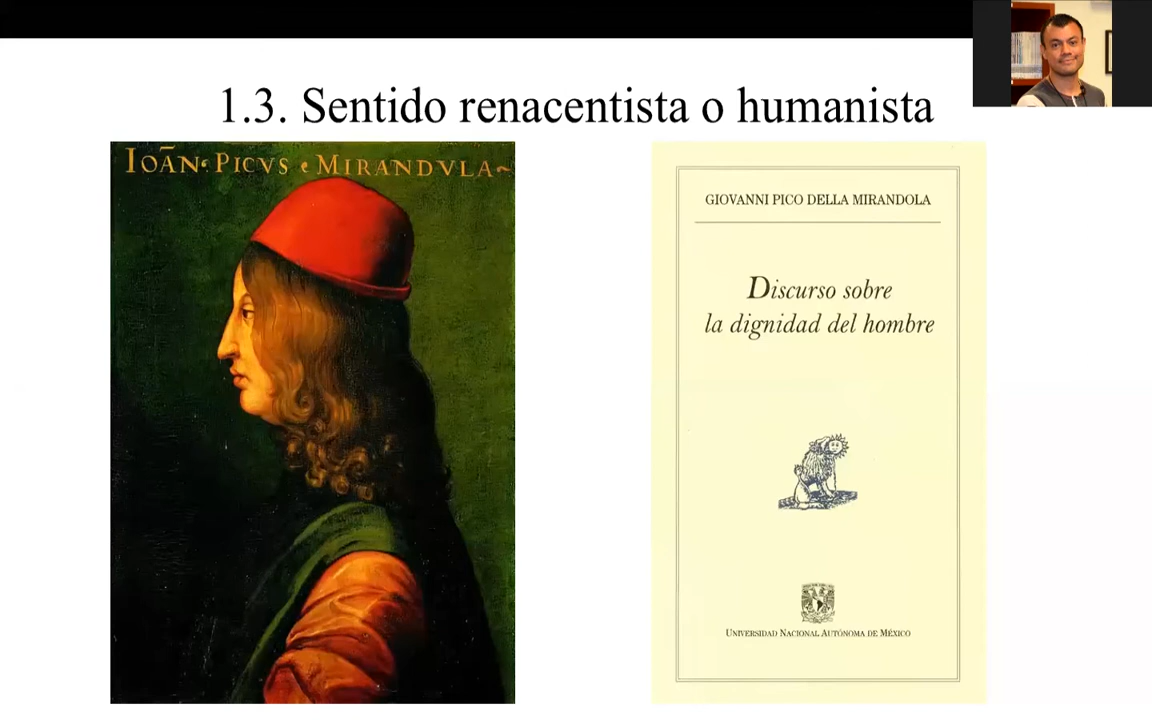 1.3. Sentido renacentista o humanista
IOAN̄· PICVS e MIRANDVLA~
GIOVANNI PICO DELLA MIRANDOLA
Discurso sobre
la dignidad del hombre
UNIVERSIDAD NACIONAL AUTÓNOMA DE MÉXICO